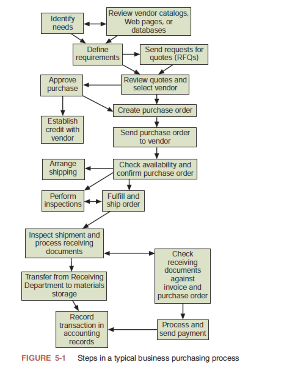 Identify
needs
Review vendor catalogs,
Web pages, or
databases
Define
requirements
Send requests for
quotes (RFQs)
Approve
purchase
Review quotes and
select vendor
Create purchase order
Establish
credit with
vendor
Send purchase order
to vendor
Arrange
shipping
Check availability and
confirm purchase order
Perform
inspections
Fulfill and
ship order
Inspect shipment and
process receiving
documents
Check
receiving
documents
against
invoice and
purchase order
Transfer from Receiving
Department to materials
storage
Record
transaction in
accounting
records
Process and
send payment
FIGURE 5-1 Steps in a typical business purchasing process